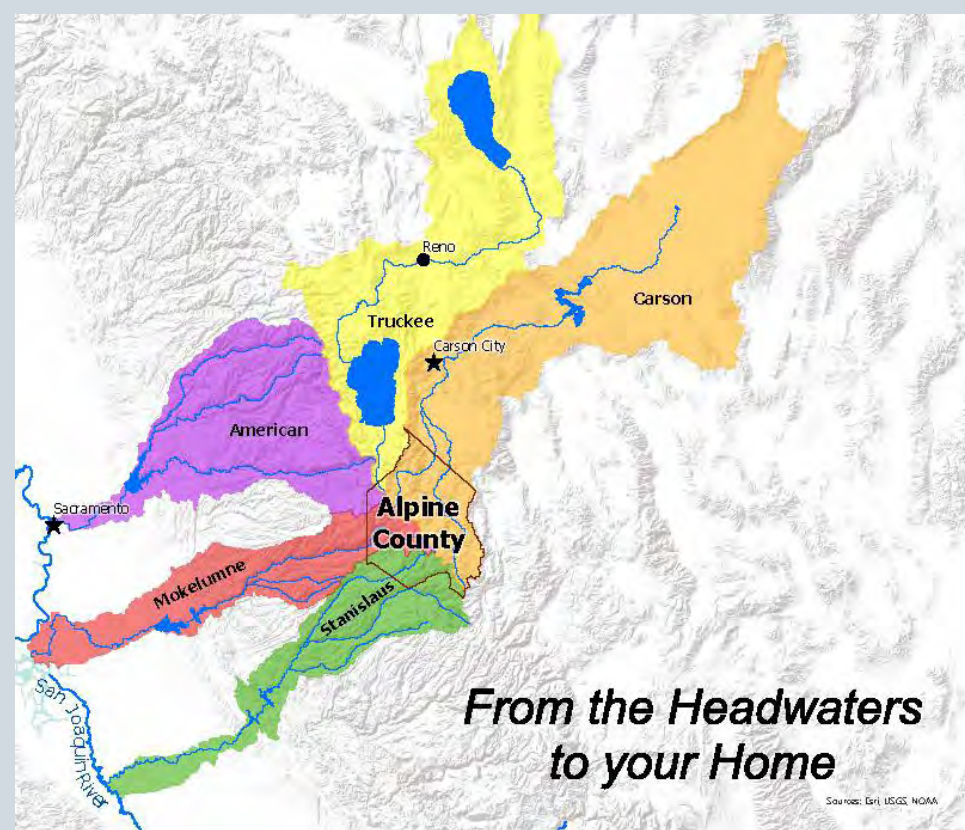 Reno
Truckee
Carson
Carson City
American
Sacramento
Alpine
County
Mokelumne
Stanislaus
San Joaquin River
From the Headwaters
to your Home
Sources: Esri, USGS, NOAA